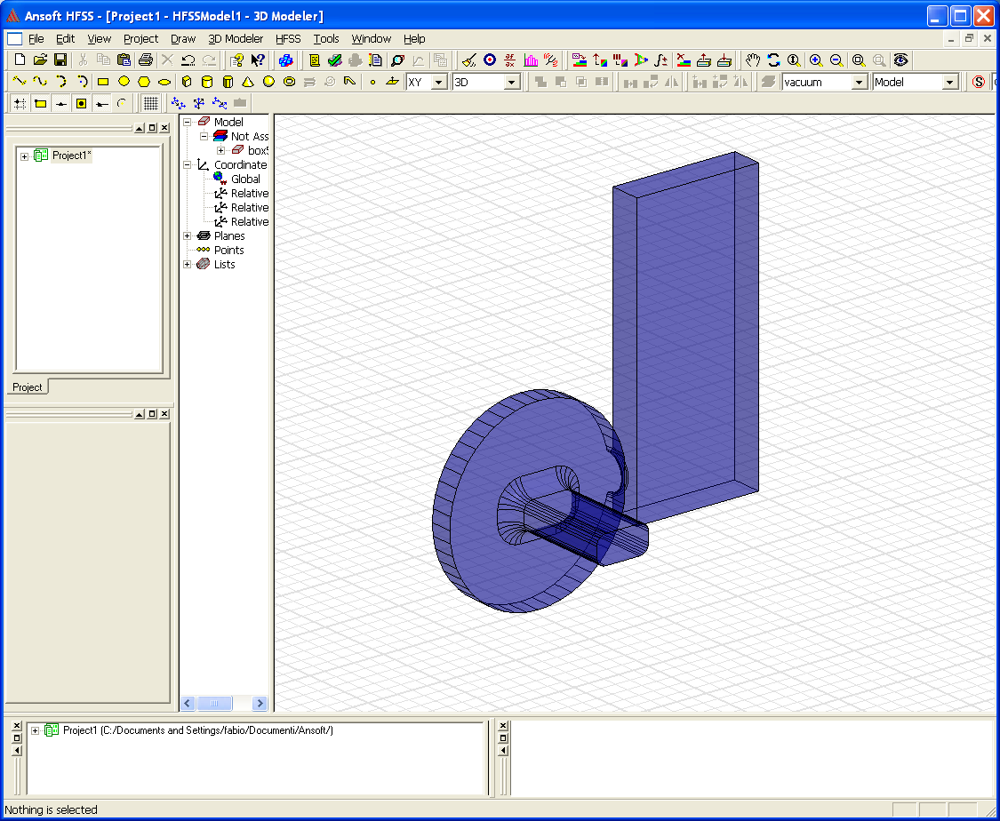 Ansoft HFSS - [Project1 - HFSSModel1 - 3D Modeler]
File Edit View Project Draw 3D Modeler HFSS Tools Window Help
XY 3D vacuum Model
Model
Not Ass
Project1*
box5
Coordinate
Global
Relative
Relative
Relative
Planes
Points
Lists
Project
Project1 (C:/Documents and Settings/fabio/Documenti/Ansoft/)
Nothing is selected